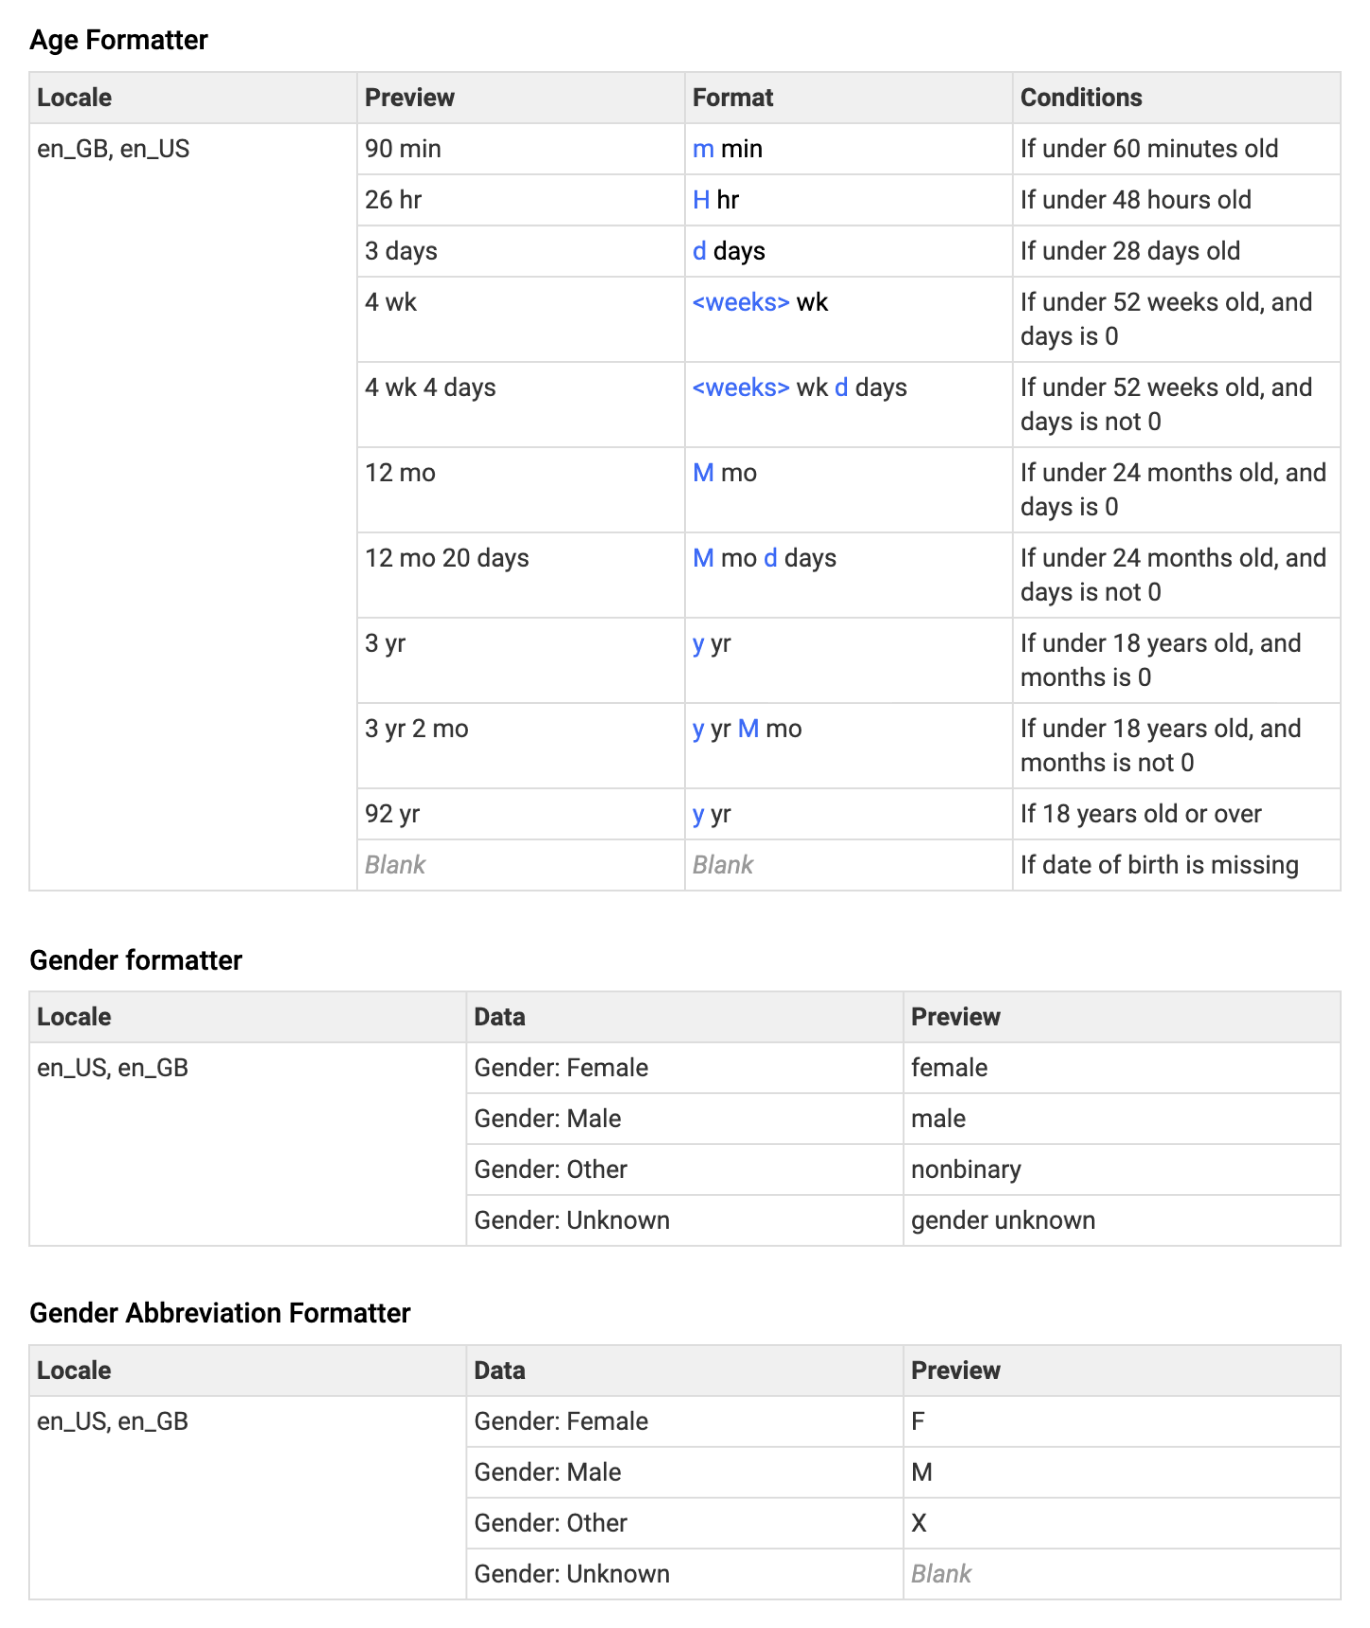 Age Formatter
Locale Preview Format Conditions
en_GB, en_US 90 min m min If under 60 minutes old
26 hr H hr If under 48 hours old
3 days d days If under 28 days old
4 wk <weeks> wk If under 52 weeks old, and
days is 0
4 wk 4 days <weeks> wk d days If under 52 weeks old, and
days is not 0
12 mo M mo If under 24 months old, and
days is 0
12 mo 20 days M mo d days If under 24 months old, and
days is not 0
3 yr y yr If under 18 years old, and
months is 0
3 yr 2 mo y yr M mo If under 18 years old, and
months is not 0
92 yr y yr If 18 years old or over
Blank Blank If date of birth is missing
Gender formatter
Locale Data Preview
en_US, en_GB Gender: Female female
Gender: Male male
Gender: Other nonbinary
Gender: Unknown gender unknown
Gender Abbreviation Formatter
Locale Data Preview
en_US, en_GB Gender: Female F
Gender: Male M
Gender: Other X
Gender: Unknown Blank